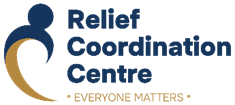 Relief
Coordination
Centre
* EVERYONE MATTERS *